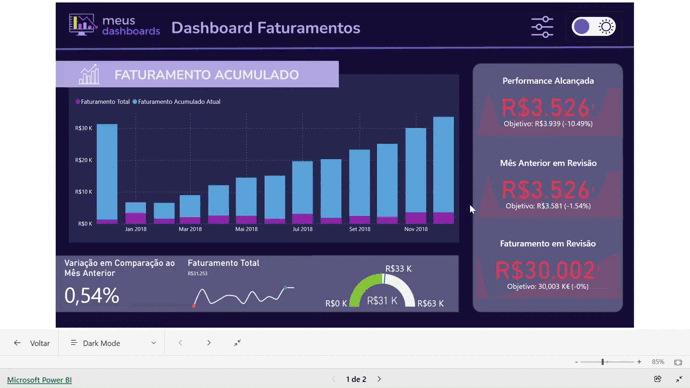 meus
dashboards
Dashboard Faturamentos
FATURAMENTO ACUMULADO
Faturamento Total
Faturamento Acumulado Atual
R$30 K
R$20 K
R$10 K
R$0 K
Jan 2018
Mar 2018
Mai 2018
Jul 2018
Set 2018
Nov 2018
Performance Alcançada
R$3.526
Objetivo: R$3.939 (-10.49%)
Mês Anterior em Revisão
R$3.526
Objetivo: R$3.581 (-1.54%)
Faturamento em Revisão
R$30.002
Objetivo: 30,003 K€ (-0%)
Variação em Comparação ao
Mês Anterior
0,54%
Faturamento Total
R$31.253
R$33 K
R$0 K
R$31 K
R$63 K
Voltar
Dark Mode
- + 85%
Microsoft Power BI
1 de 2